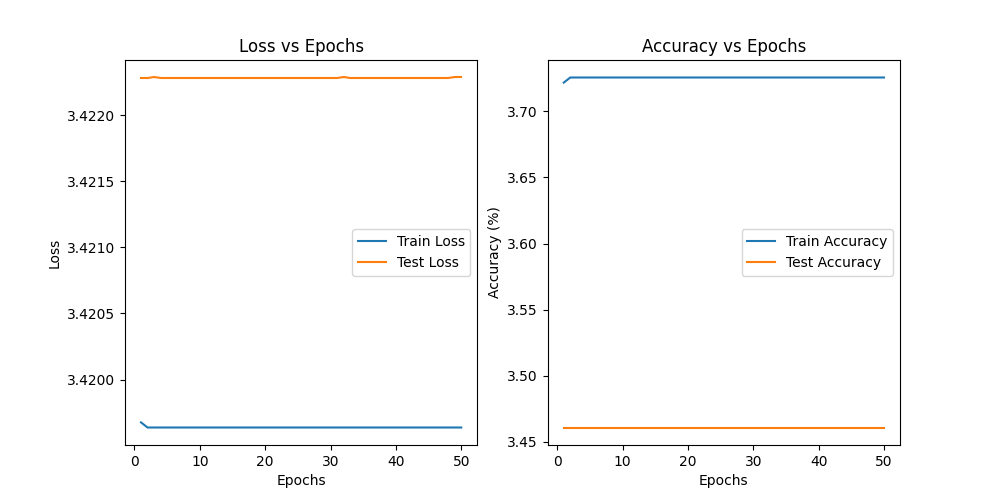 Loss vs Epochs
Loss
3.4220
3.4215
3.4210
3.4205
3.4200
Train Loss
Test Loss
0 10 20 30 40 50
Epochs
Accuracy vs Epochs
Accuracy (%)
3.70
3.65
3.60
3.55
3.50
3.45
Train Accuracy
Test Accuracy
0 10 20 30 40 50
Epochs